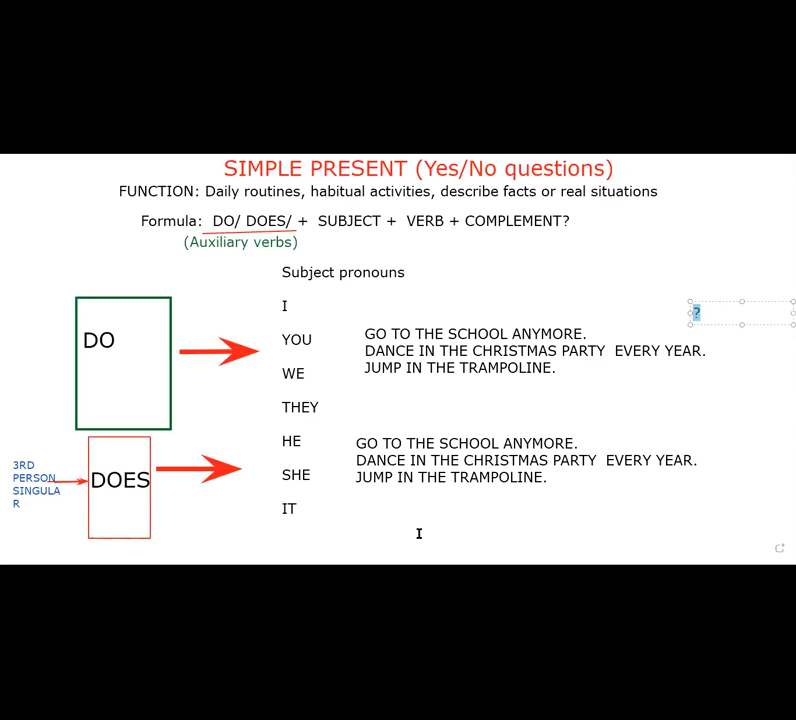 SIMPLE PRESENT (Yes/No questions)
FUNCTION: Daily routines, habitual activities, describe facts or real situations
Formula: DO/ DOES/ + SUBJECT + VERB + COMPLEMENT?
(Auxiliary verbs)
Subject pronouns
I
?
DO
YOU
WE
THEY
GO TO THE SCHOOL ANYMORE.
DANCE IN THE CHRISTMAS PARTY EVERY YEAR.
JUMP IN THE TRAMPOLINE.
3RD
PERSON
SINGULA
R
DOES
HE
SHE
IT
GO TO THE SCHOOL ANYMORE.
DANCE IN THE CHRISTMAS PARTY EVERY YEAR.
JUMP IN THE TRAMPOLINE.